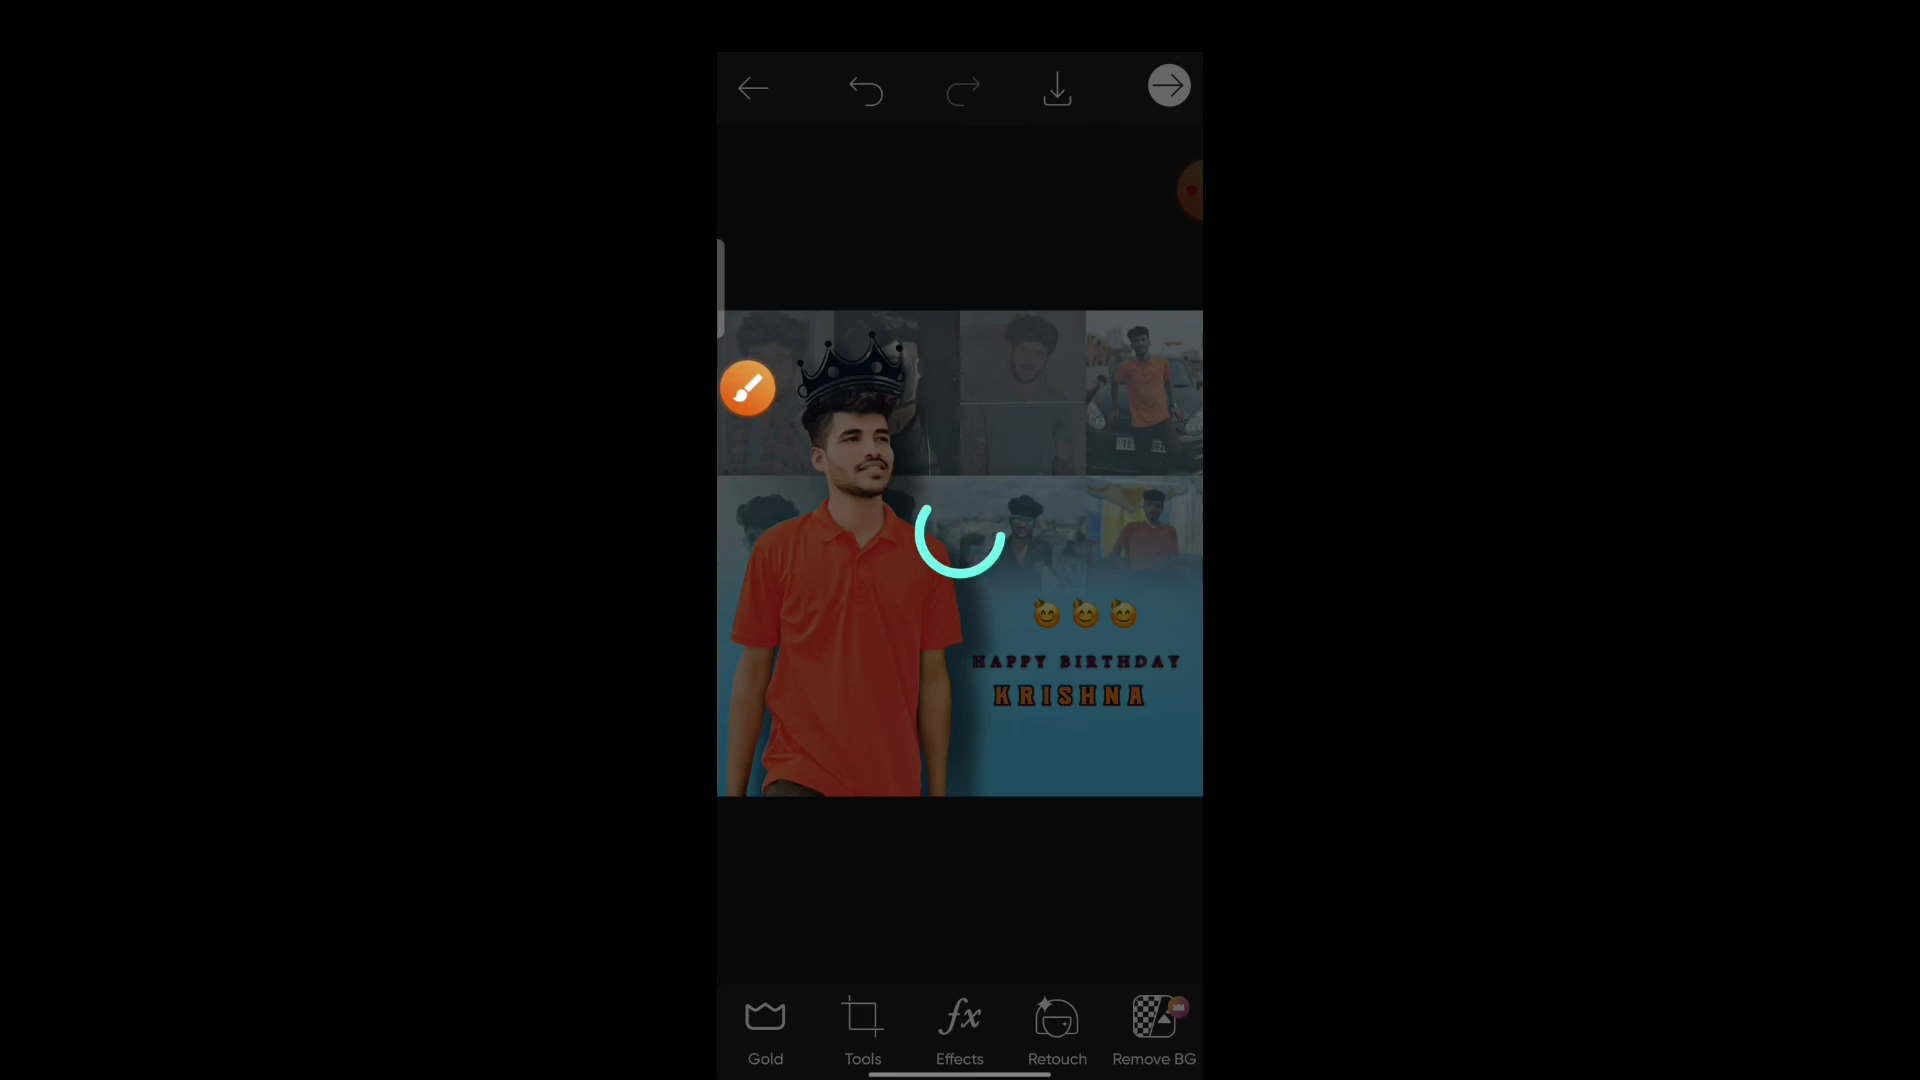 HAPPY BIRTHDAY
KRISHNA
Gold
Tools
Effects
Retouch
Remove BG